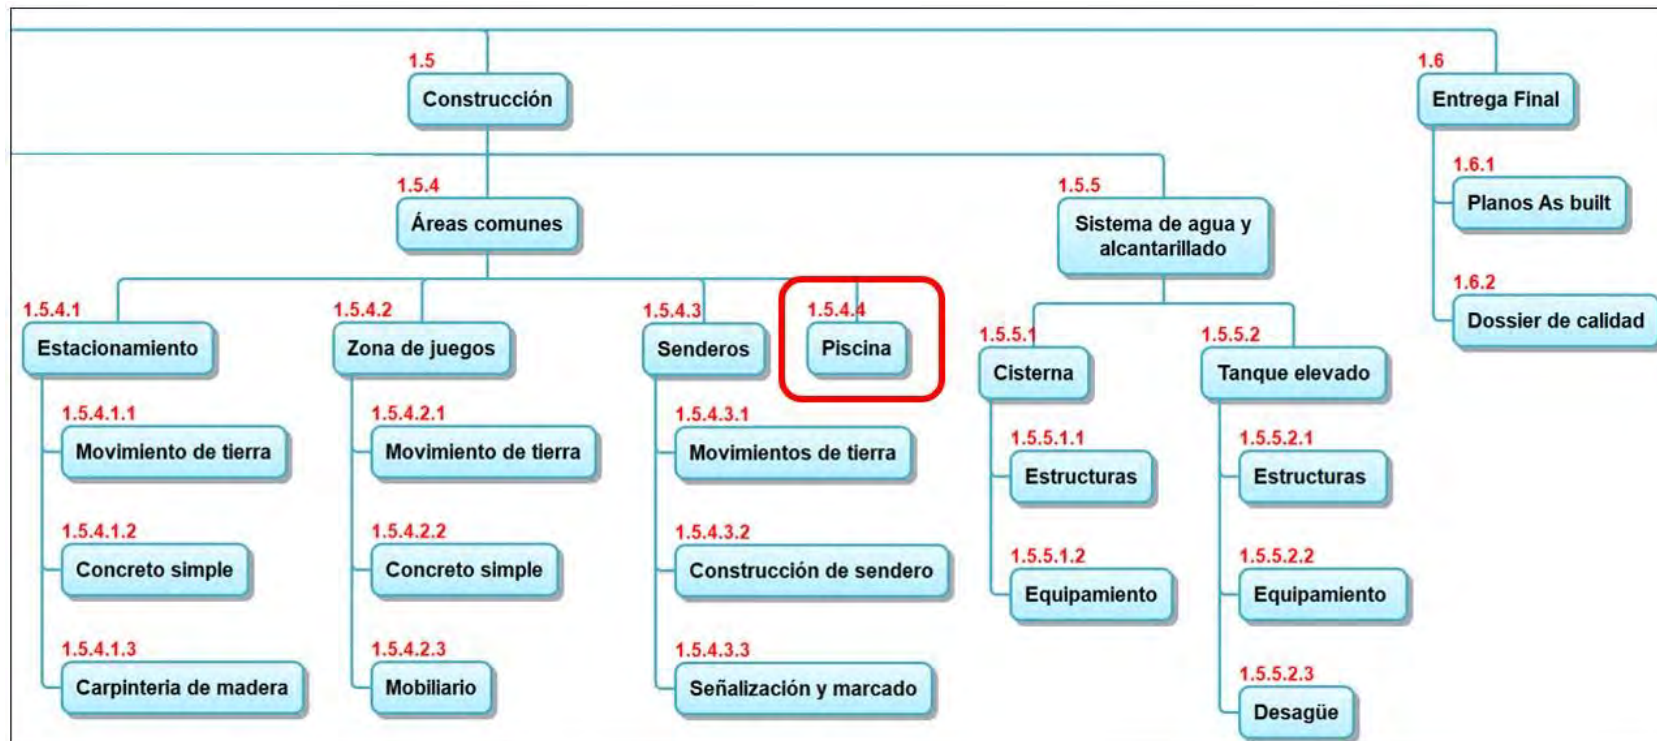 1.5
Construcción
1.6
Entrega Final
1.5.4
Áreas comunes
1.5.5
Sistema de agua y
alcantarillado
1.6.1
Planos As built
1.6.2
Dossier de calidad
1.5.4.1
Estacionamiento
1.5.4.2
Zona de juegos
1.5.4.3
Senderos
1.5.4.4
Piscina
1.5.5.1
Cisterna
1.5.5.2
Tanque elevado
1.5.4.1.1
Movimiento de tierra
1.5.4.2.1
Movimiento de tierra
1.5.4.3.1
Movimientos de tierra
1.5.5.1.1
Estructuras
1.5.5.2.1
Estructuras
1.5.4.1.2
Concreto simple
1.5.4.2.2
Concreto simple
1.5.4.3.2
Construcción de sendero
1.5.5.1.2
Equipamiento
1.5.5.2.2
Equipamiento
1.5.4.1.3
Carpinteria de madera
1.5.4.2.3
Mobiliario
1.5.4.3.3
Señalización y marcado
1.5.5.2.3
Desagüe